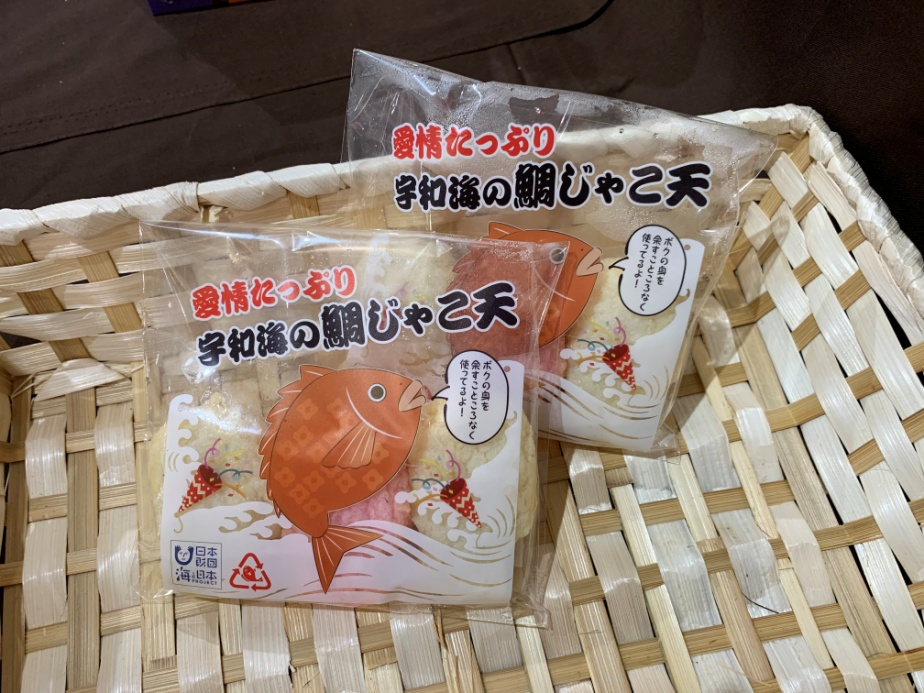 愛情たっぷり
宇和海の鯛じゃこ天
ボクの身を
余すことろなく
使ってるよ!
愛情たっぷり
宇和海の鯛じゃこ天
ボクの身を
余すことろなく
使ってるよ!
日本
財団
海と日本
PROJECT